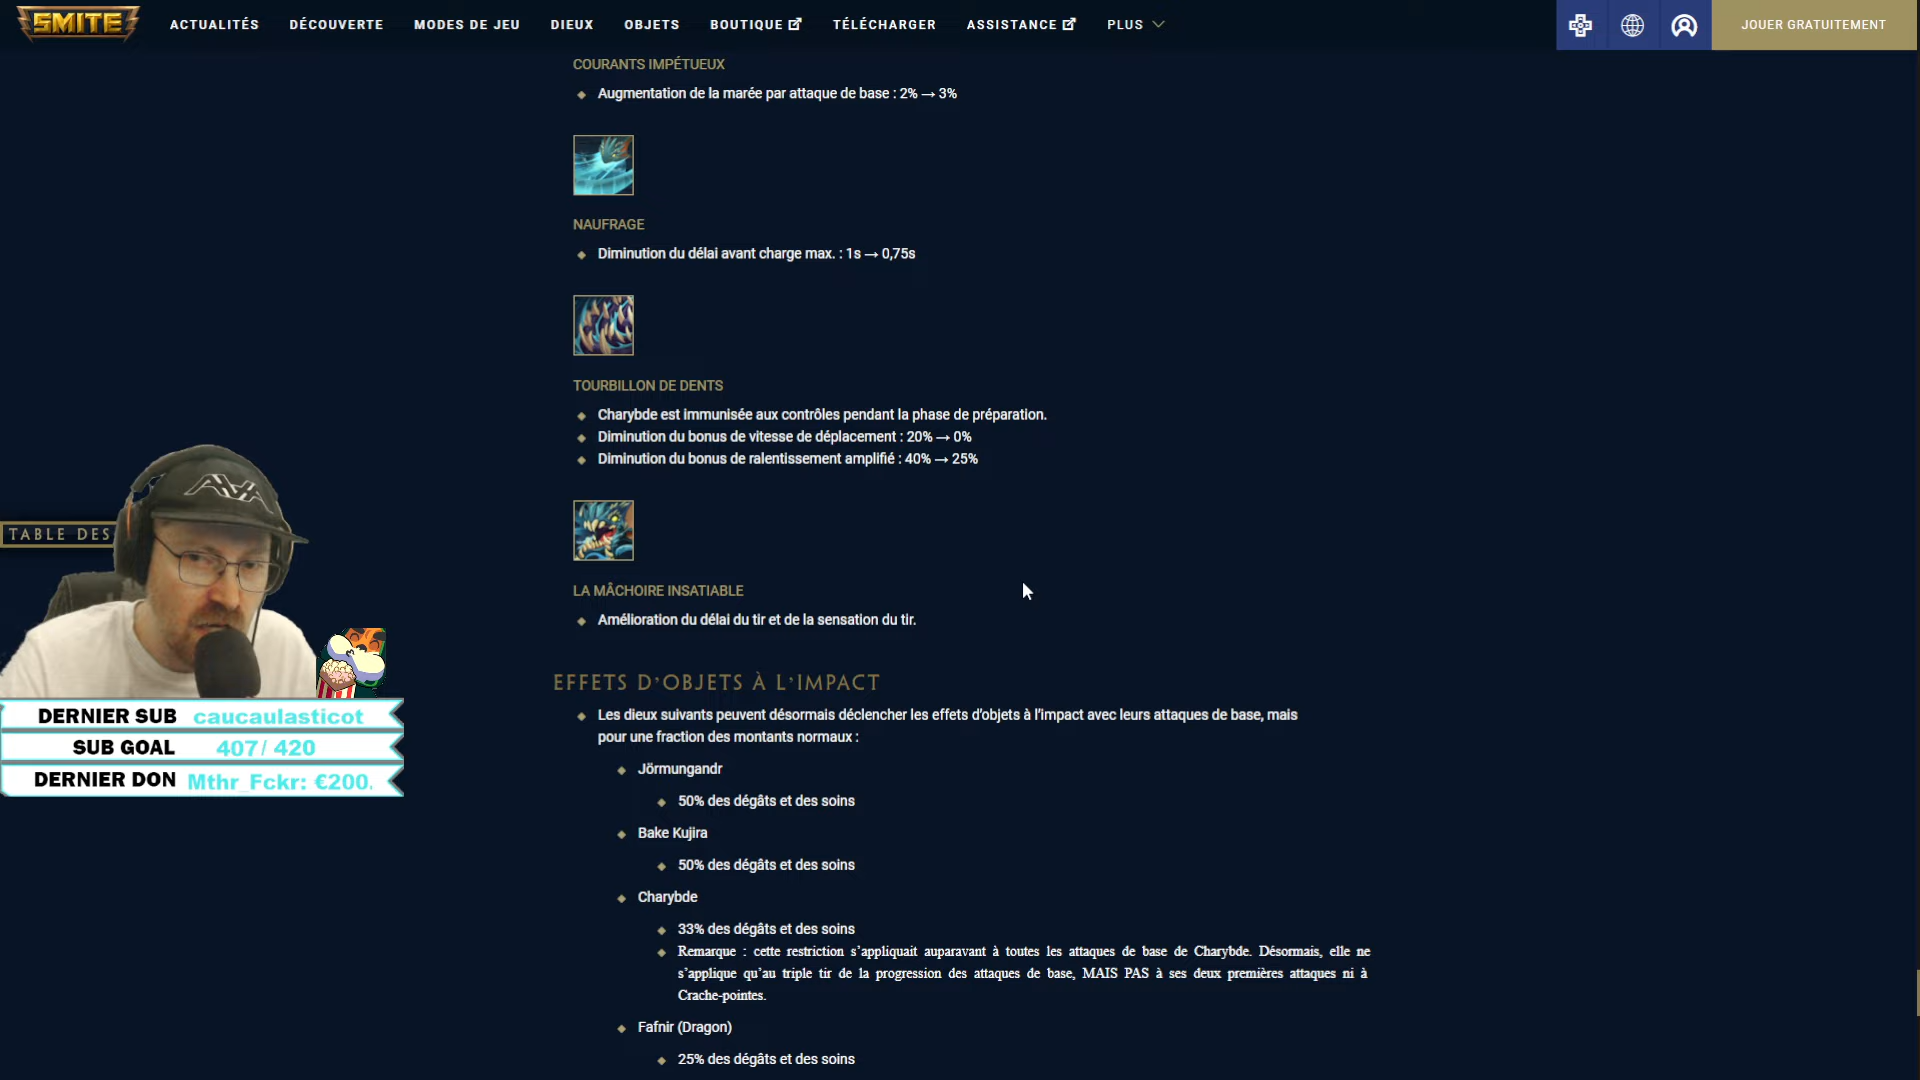 SMITE
ACTUALITÉS DÉCOUVERTE MODES DE JEU DIEUX OBJETS BOUTIQUE TÉLÉCHARGER ASSISTANCE PLUS JOUER GRATUITEMENT
COURANTS IMPÉTUEUX
Augmentation de la marée par attaque de base : 2% → 3%
NAUFRAGE
Diminution du délai avant charge max. : 1s → 0,75s
TOURBILLON DE DENTS
Charybde est immunisée aux contrôles pendant la phase de préparation.
Diminution du bonus de vitesse de déplacement : 20% → 0%
Diminution du bonus de ralentissement amplifié : 40% → 25%
TABLE DES
AVA
LA MÂCHOIRE INSATIABLE
Amélioration du délai du tir et de la sensation du tir.
EFFETS D'OBJETS À L'IMPACT
Les dieux suivants peuvent désormais déclencher les effets d'objets à l'impact avec leurs attaques de base, mais
pour une fraction des montants normaux :
Jörmungandr
50% des dégâts et des soins
Bake Kujira
50% des dégâts et des soins
Charybde
33% des dégâts et des soins
Remarque : cette restriction s'appliquait auparavant à toutes les attaques de base de Charybde. Désormais, elle ne
s'applique qu'au triple tir de la progression des attaques de base, MAIS PAS à ses deux premières attaques ni à
Crache-pointes.
Fafnir (Dragon)
25% des dégâts et des soins
DERNIER SUB caucaulasticot
SUB GOAL 407/ 420
DERNIER DON Mthr_Fckr: €200.